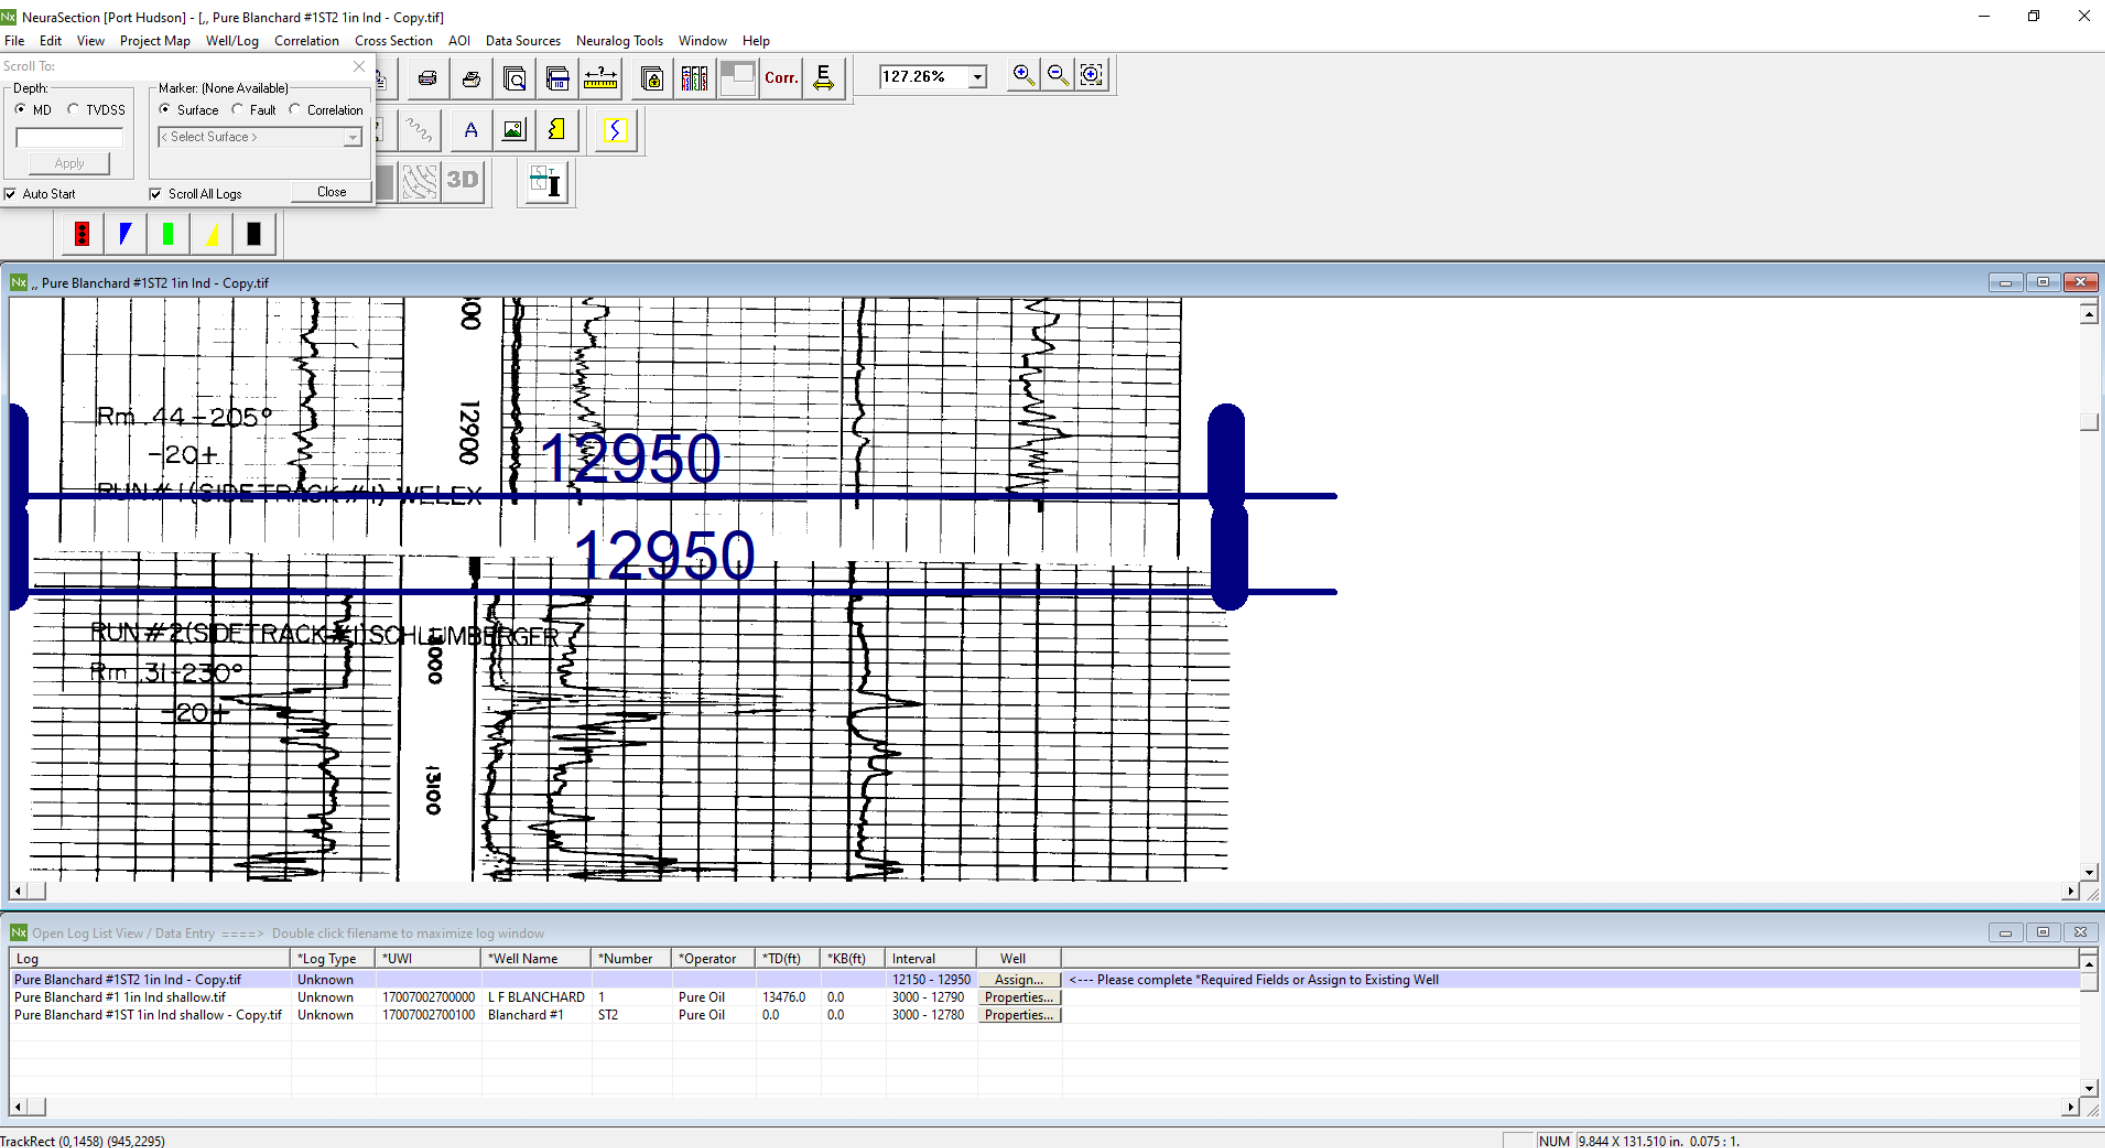 NeuraSection [Port Hudson] - [,, Pure Blanchard #1ST2 1in Ind - Copy.tif]
File Edit View Project Map Well/Log Correlation Cross Section AOI Data Sources Neuralog Tools Window Help
Scroll To:
Depth: Marker: (None Available)
MD TVDSS Surface Fault Correlation
< Select Surface >
Apply
Auto Start Scroll All Logs Close
Corr. E 127.26%
A
3D
,, Pure Blanchard #1ST2 1in Ind - Copy.tif
12900
Rm .44-205°
-20+
12950
RUN #1(SIDETRACK #1) WELEX
12950
RUN #2(SIDETRACK #1)SCHLUMBERGER
Rm .31-230°
-20+
13100
Open Log List View / Data Entry ====> Double click filename to maximize log window
Log *Log Type *UWI *Well Name *Number *Operator *TD(ft) *KB(ft) Interval Well
Pure Blanchard #1ST2 1in Ind - Copy.tif Unknown 12150 - 12950 Assign... <--- Please complete *Required Fields or Assign to Existing Well
Pure Blanchard #1 1in Ind shallow.tif Unknown 17007002700000 L F BLANCHARD 1 Pure Oil 13476.0 0.0 3000 - 12790 Properties...
Pure Blanchard #1ST 1in Ind shallow - Copy.tif Unknown 17007002700100 Blanchard #1 ST2 Pure Oil 0.0 0.0 3000 - 12780 Properties...
TrackRect (0,1458) (945,2295) NUM 9.844 X 131.510 in. 0.075 : 1.